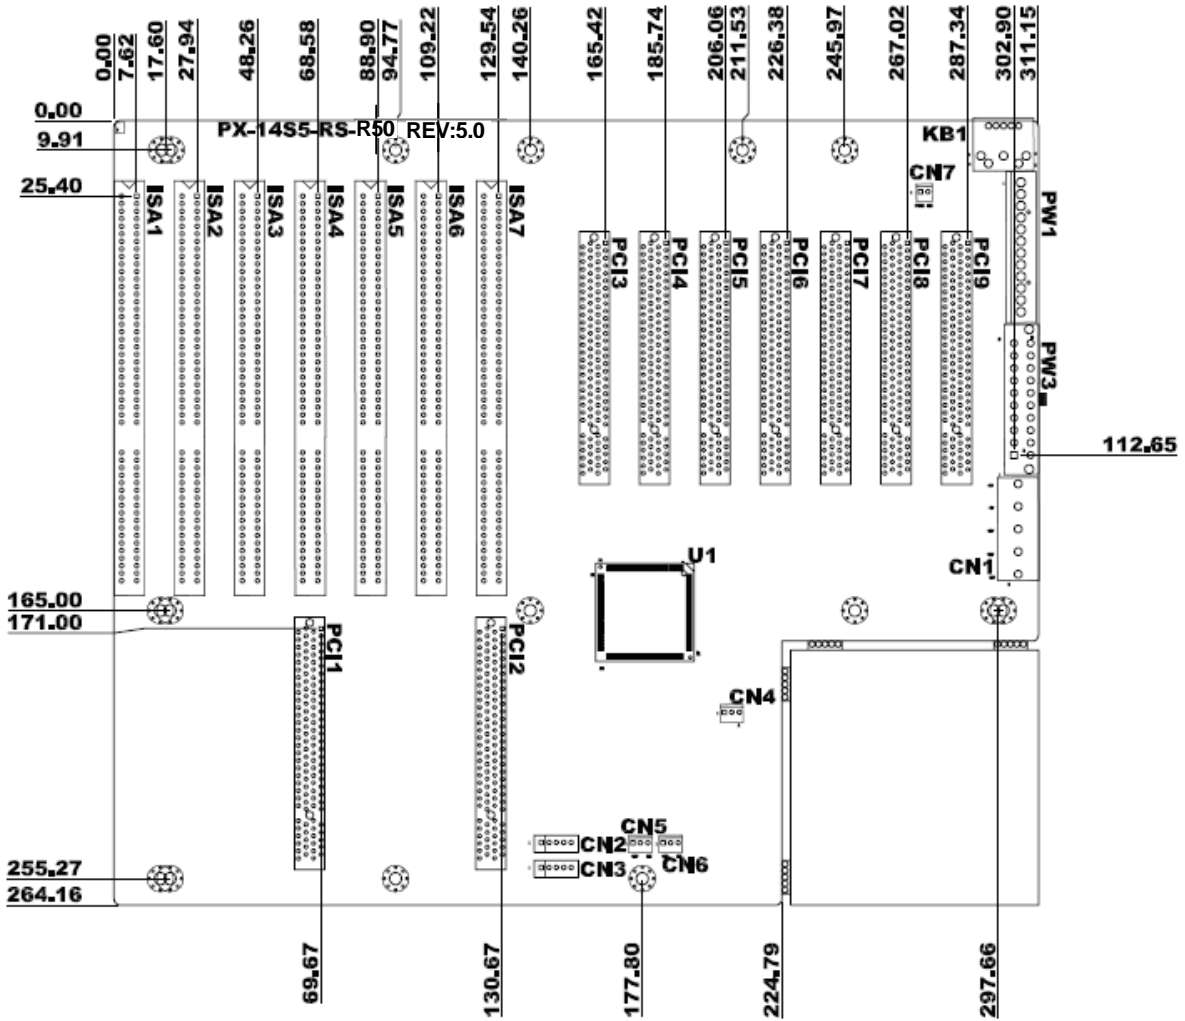 0.00
7.62
17.60
27.94
48.26
68.58
88.90
94.77
109.22
129.54
140.26
165.42
185.74
206.06
211.53
226.38
245.97
267.02
287.34
302.90
311.15
0.00
9.91
25.40
PX-14S5-RS-R50 REV:5.0
KB1
CN7
ISA1
ISA2
ISA3
ISA4
ISA5
ISA6
ISA7
PCI3
PCI4
PCI5
PCI6
PCI7
PCI8
PCI9
PW1
PW3
112.65
CN1
U1
165.00
171.00
PCI1
PCI2
CN4
CN2
CN5
CN3
CN6
255.27
264.16
69.67
130.67
177.80
224.79
297.66